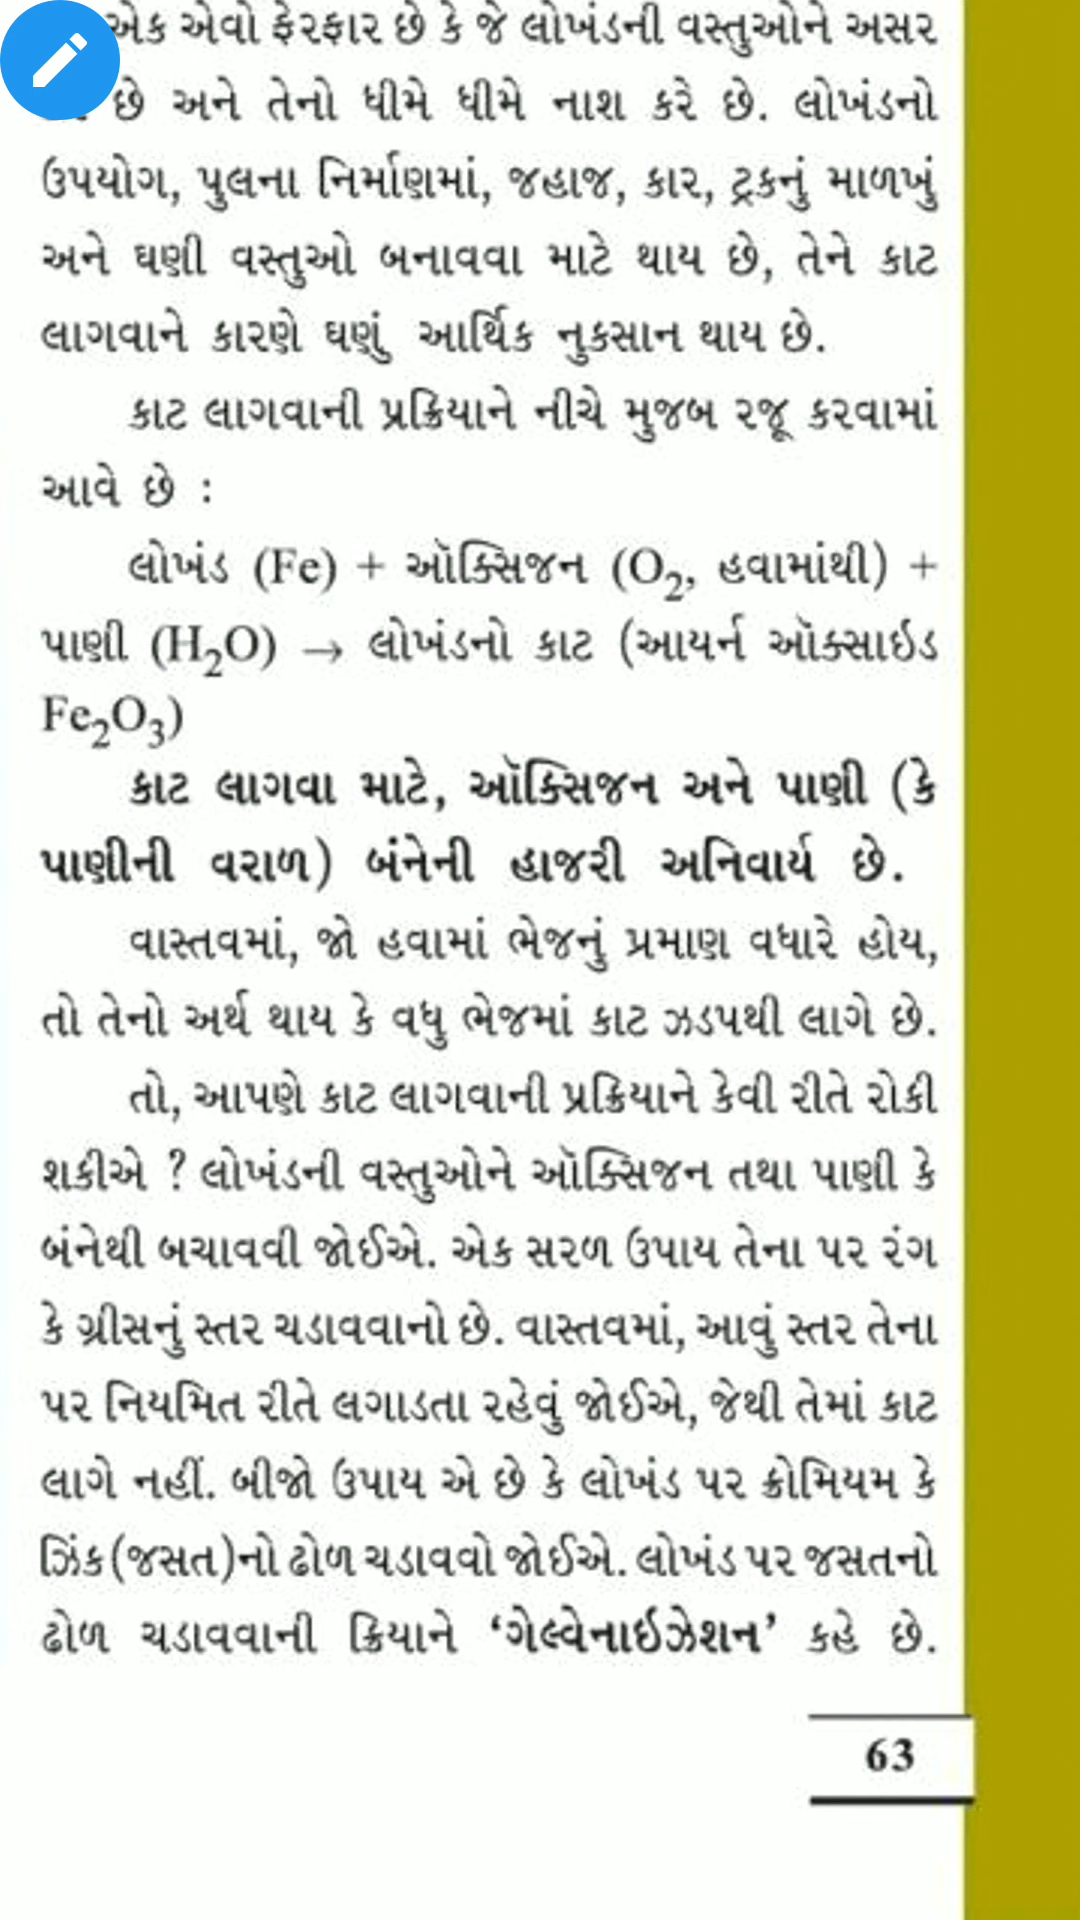 એક એવો ફેરફાર છે કે જે લોખંડની વસ્તુઓને અસર
છે અને તેનો ધીમે ધીમે નાશ કરે છે. લોખંડનો
ઉપયોગ, પુલના નિર્માણમાં, જહાજ, કાર, ટ્રકનું માળખું
અને ઘણી વસ્તુઓ બનાવવા માટે થાય છે, તેને કાટ
લાગવાને કારણે ઘણું આર્થિક નુકસાન થાય છે.
કાટ લાગવાની પ્રક્રિયાને નીચે મુજબ રજૂ કરવામાં
આવે છે :
લોખંડ (Fe) + ઑક્સિજન (O₂, હવામાંથી) +
પાણી (H₂O) → લોખંડનો કાટ (આયર્ન ઑક્સાઇડ
Fe₂O₃)
કાટ લાગવા માટે, ઑક્સિજન અને પાણી (કે
પાણીની વરાળ) બંનેની હાજરી અનિવાર્ય છે.
વાસ્તવમાં, જો હવામાં ભેજનું પ્રમાણ વધારે હોય,
તો તેનો અર્થ થાય કે વધુ ભેજમાં કાટ ઝડપથી લાગે છે.
તો, આપણે કાટ લાગવાની પ્રક્રિયાને કેવી રીતે રોકી
શકીએ ? લોખંડની વસ્તુઓને ઑક્સિજન તથા પાણી કે
બંનેથી બચાવવી જોઈએ. એક સરળ ઉપાય તેના પર રંગ
કે ગ્રીસનું સ્તર ચડાવવાનો છે. વાસ્તવમાં, આવું સ્તર તેના
પર નિયમિત રીતે લગાડતા રહેવું જોઈએ, જેથી તેમાં કાટ
લાગે નહીં. બીજો ઉપાય એ છે કે લોખંડ પર ક્રોમિયમ કે
ઝિંક(જસત)નો ઢોળ ચડાવવો જોઈએ. લોખંડ પર જસતનો
ઢોળ ચડાવવાની ક્રિયાને ‘ગેલ્વેનાઇઝેશન’ કહે છે.
63